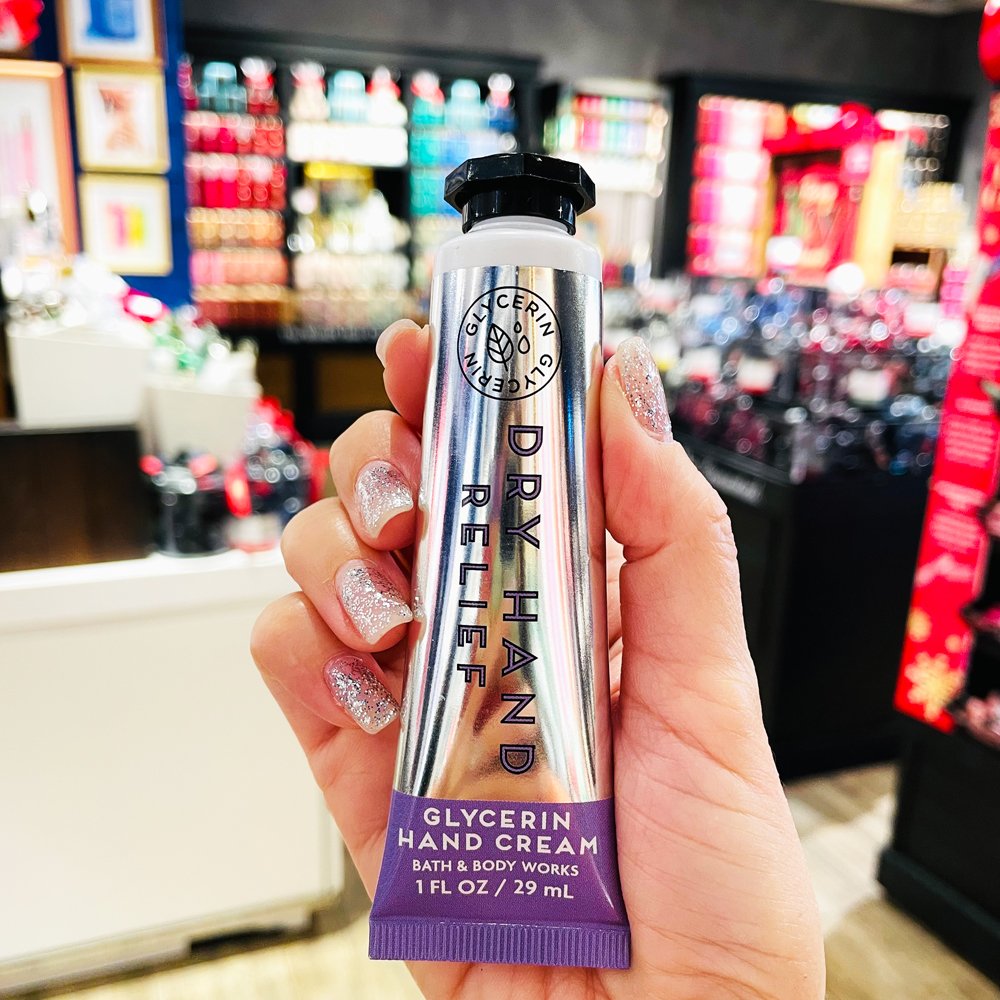 GLYCERIN GLYCERIN
DRY HAND
RELIEF
GLYCERIN
HAND CREAM
BATH & BODY WORKS
1 FL OZ / 29 mL